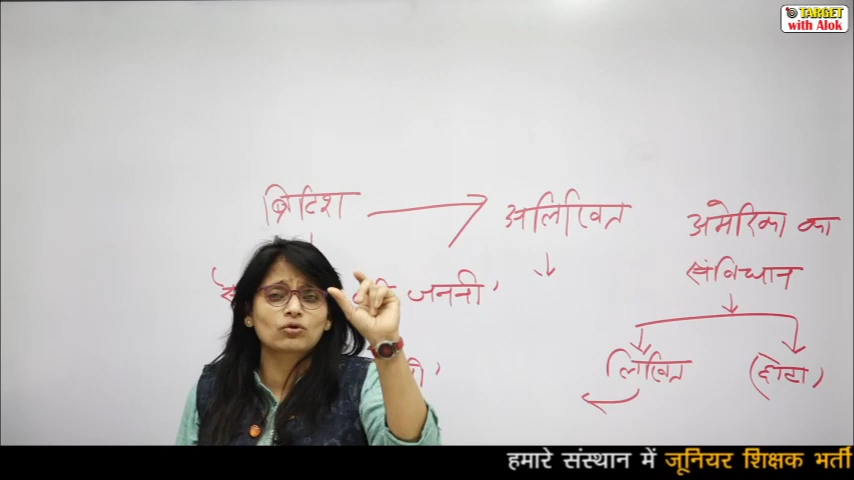 TARGET
with Alok
ब्रिटिश
अलिखित
अमेरिका का
संविधान
की जननी'
लिखित
(छोटा)
हमारे संस्थान में जूनियर शिक्षक भर्ती